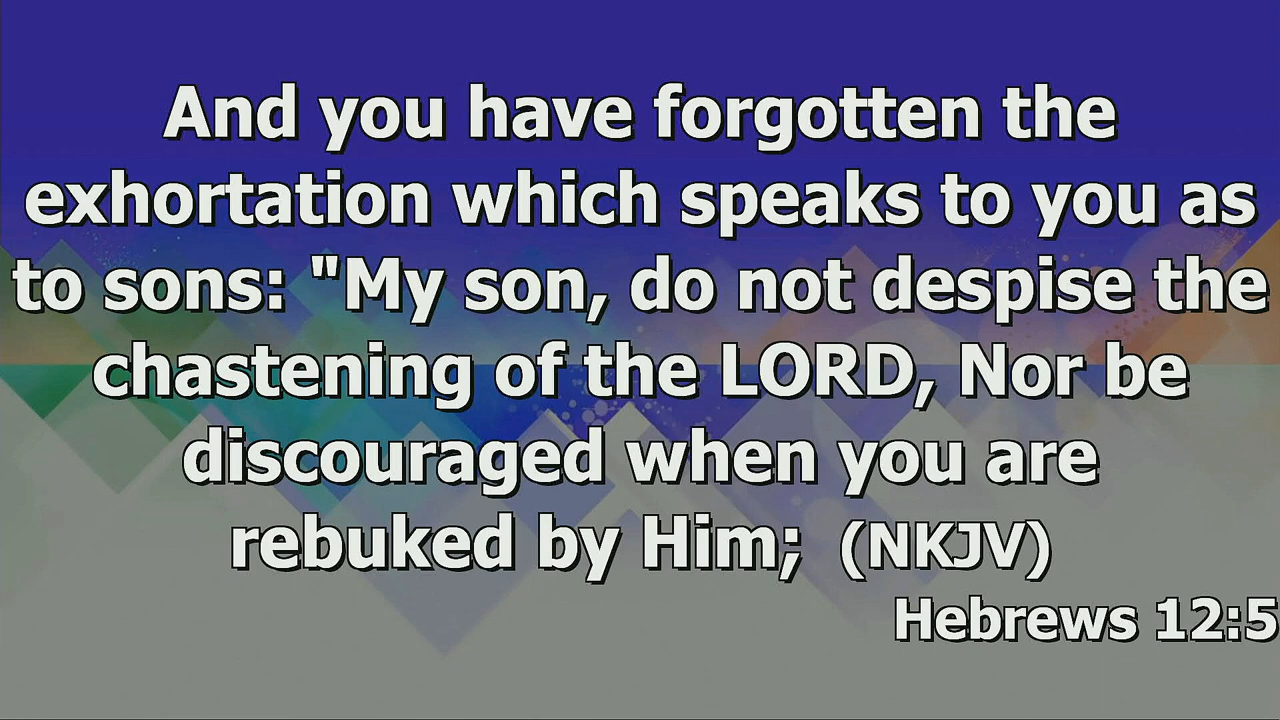 And you have forgotten the
exhortation which speaks to you as
to sons: "My son, do not despise the
chastening of the LORD, Nor be
discouraged when you are
rebuked by Him; (NKJV)
Hebrews 12:5